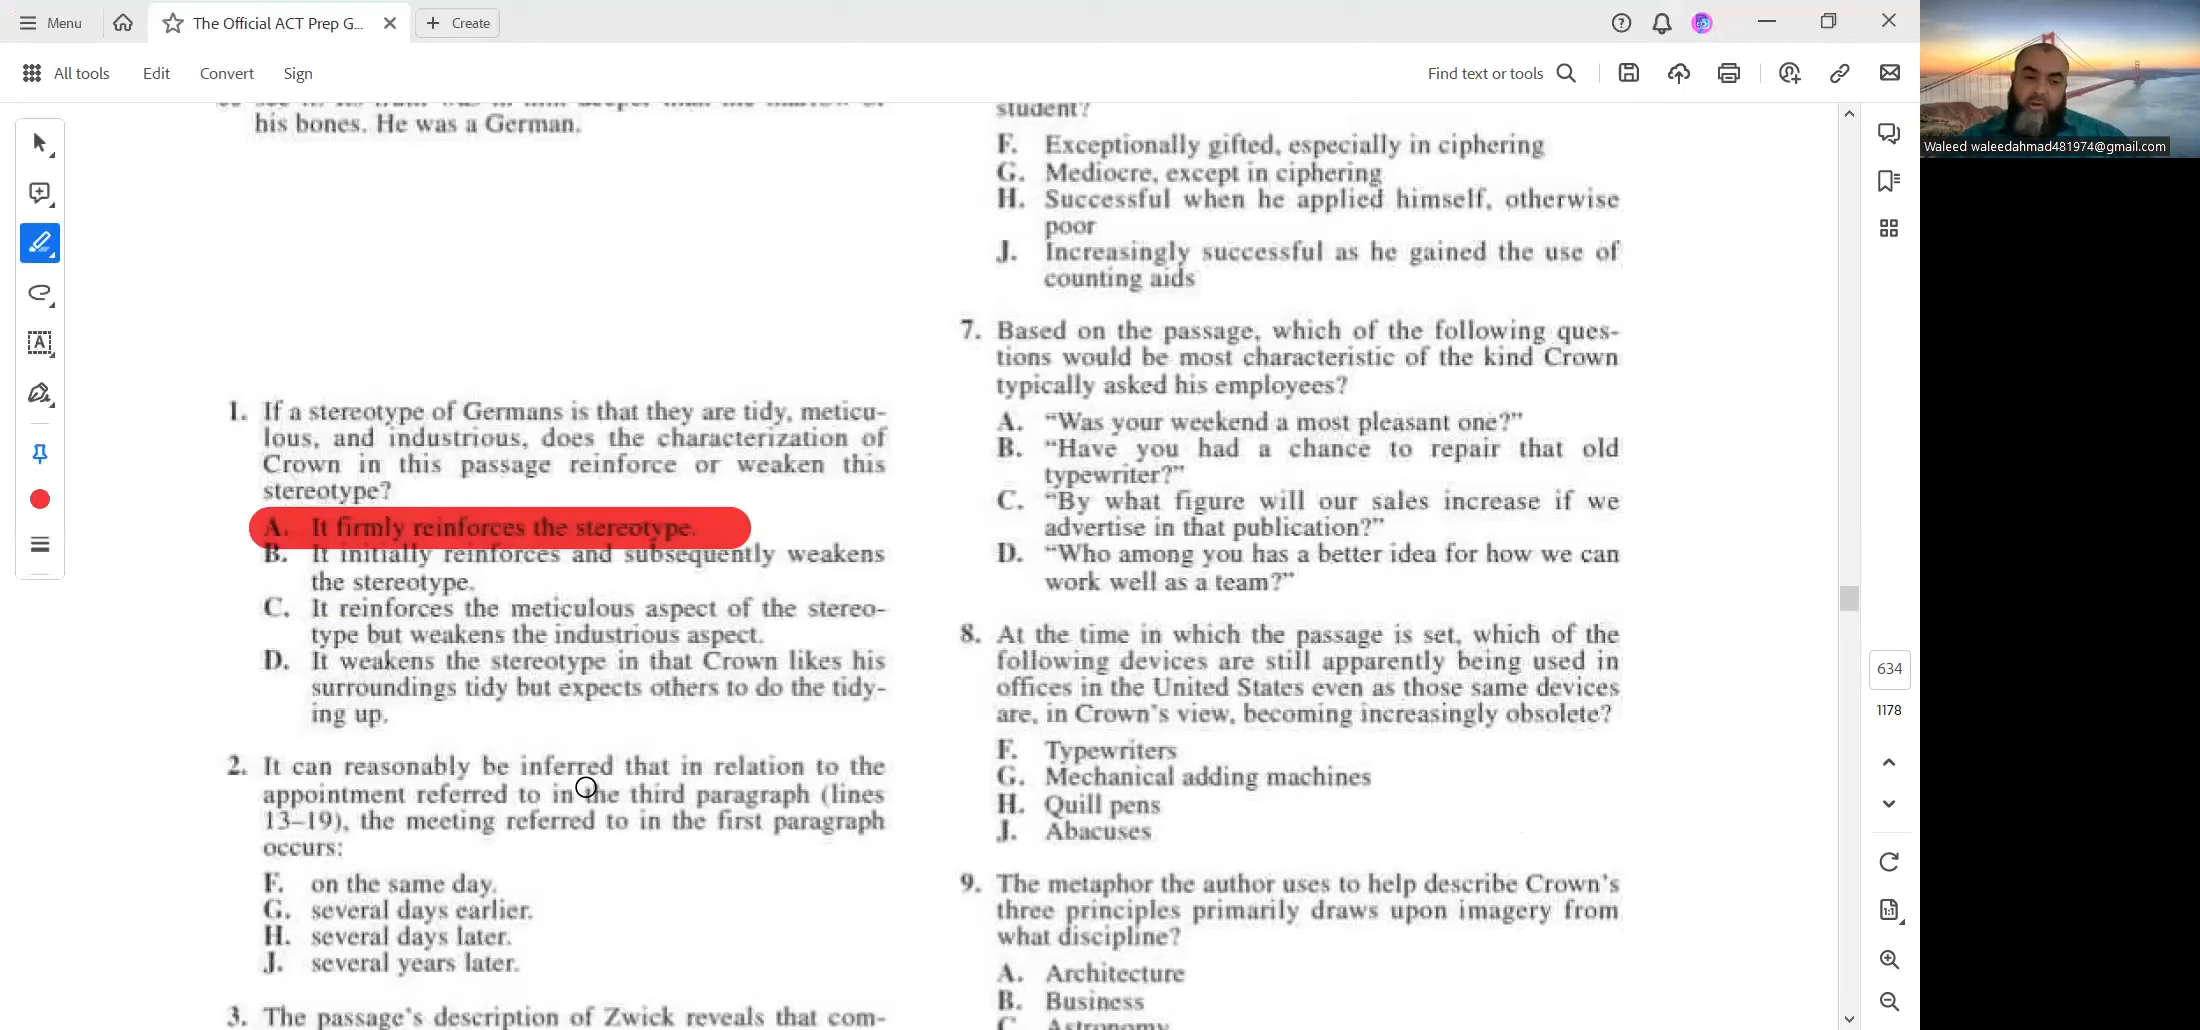 Menu
The Official ACT Prep G...
Create
All tools
Edit
Convert
Sign
Find text or tools
Waleed waleedahmad481974@gmail.com
his bones. He was a German.
1. If a stereotype of Germans is that they are tidy, meticu-
lous, and industrious, does the characterization of
Crown in this passage reinforce or weaken this
stereotype?
A. It firmly reinforces the stereotype.
B. It initially reinforces and subsequently weakens
the stereotype.
C. It reinforces the meticulous aspect of the stereo-
type but weakens the industrious aspect.
D. It weakens the stereotype in that Crown likes his
surroundings tidy but expects others to do the tidy-
ing up.
2. It can reasonably be inferred that in relation to the
appointment referred to in the third paragraph (lines
13–19), the meeting referred to in the first paragraph
occurs:
F. on the same day.
G. several days earlier.
H. several days later.
J. several years later.
3. The passage's description of Zwick reveals that com-
student?
F. Exceptionally gifted, especially in ciphering
G. Mediocre, except in ciphering
H. Successful when he applied himself, otherwise
poor
J. Increasingly successful as he gained the use of
counting aids
7. Based on the passage, which of the following ques-
tions would be most characteristic of the kind Crown
typically asked his employees?
A. “Was your weekend a most pleasant one?”
B. “Have you had a chance to repair that old
typewriter?”
C. “By what figure will our sales increase if we
advertise in that publication?”
D. “Who among you has a better idea for how we can
work well as a team?”
8. At the time in which the passage is set, which of the
following devices are still apparently being used in
offices in the United States even as those same devices
are, in Crown's view, becoming increasingly obsolete?
F. Typewriters
G. Mechanical adding machines
H. Quill pens
J. Abacuses
9. The metaphor the author uses to help describe Crown's
three principles primarily draws upon imagery from
what discipline?
A. Architecture
B. Business
C. Astronomy
634
1178